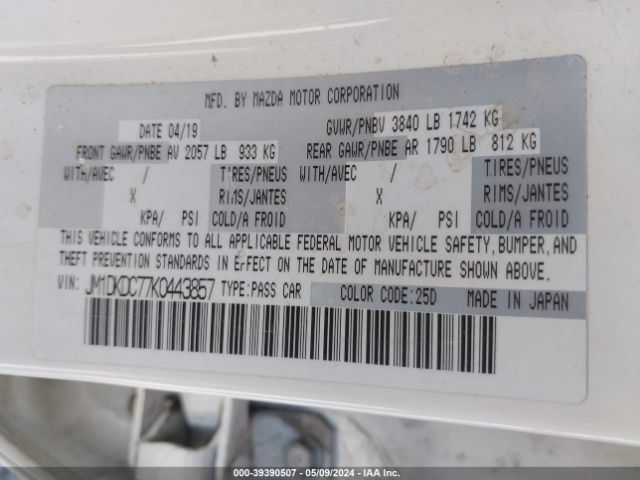 MFD. BY MAZDA MOTOR CORPORATION
DATE 04/19 GVWR/PNBV 3840 LB 1742 KG
FRONT GAWR/PNBE AV 2057 LB 933 KG REAR GAWR/PNBE AR 1790 LB 812 KG
WITH/AVEC / TIRES/PNEUS WITH/AVEC / TIRES/PNEUS
X RIMS/JANTES X RIMS/JANTES
KPA/ PSI COLD/A FROID KPA/ PSI COLD/A FROID
THIS VEHICLE CONFORMS TO ALL APPLICABLE FEDERAL MOTOR VEHICLE SAFETY, BUMPER, AND
THEFT PREVENTION STANDARDS IN EFFECT ON THE DATE OF MANUFACTURE SHOWN ABOVE.
VIN: JM1DKDC77K0443857 TYPE:PASS CAR COLOR CODE:25D MADE IN JAPAN
000-39390507 - 05/09/2024 - IAA Inc.